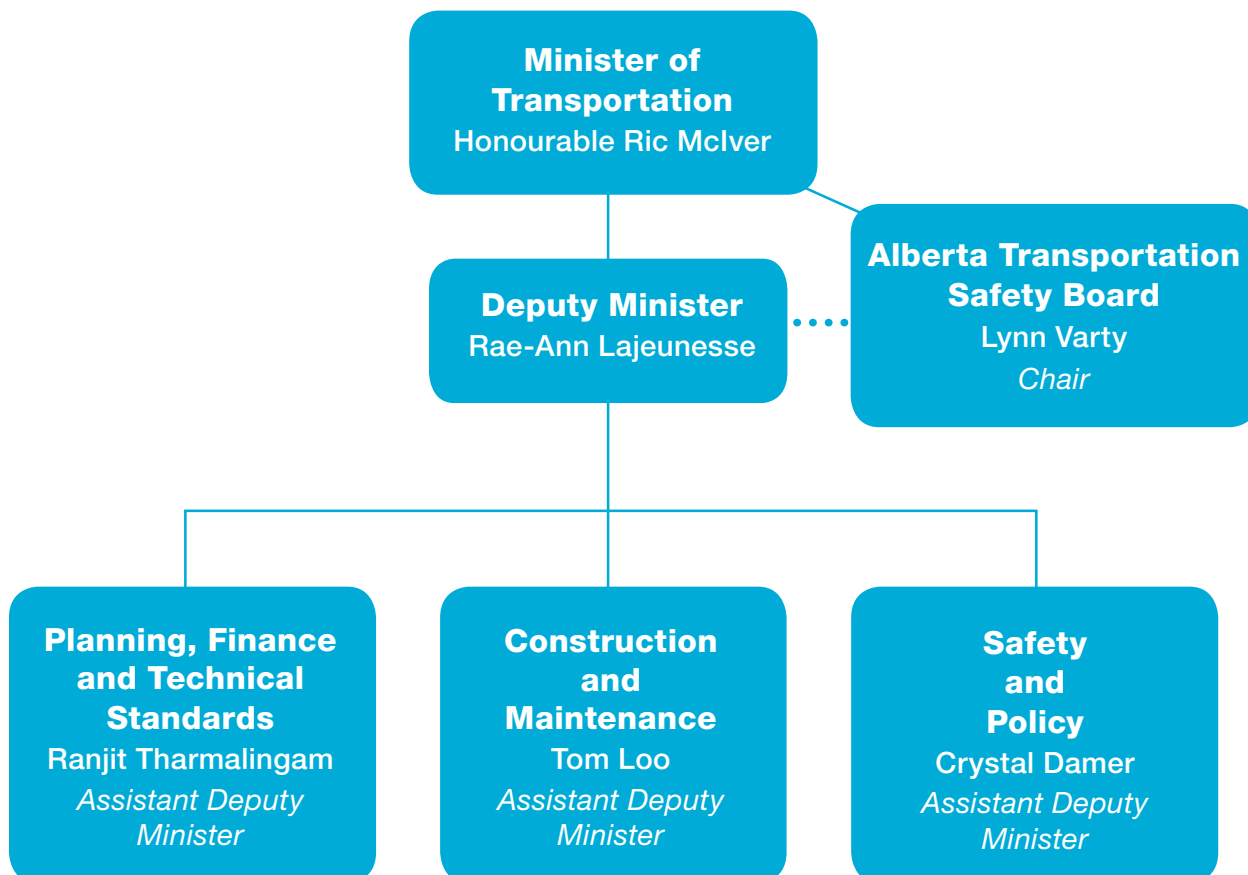 Minister of
Transportation
Honourable Ric McIver
Alberta Transportation
Safety Board
Lynn Varty
Chair
Deputy Minister
Rae-Ann Lajeunesse
Planning, Finance
and Technical
Standards
Ranjit Tharmalingam
Assistant Deputy
Minister
Construction
and
Maintenance
Tom Loo
Assistant Deputy
Minister
Safety
and
Policy
Crystal Damer
Assistant Deputy
Minister